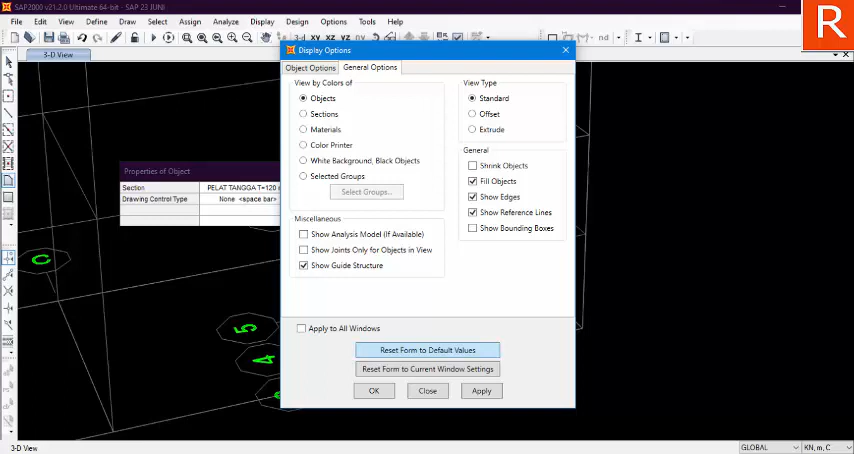 SAP2000 v21.2.0 Ultimate 64-bit - SAP 23 JUNI
R
File Edit View Define Draw Select Assign Analyze Display Design Options Tools Help
3-d XY XZ YZ nv
nd
3-D View
Display Options
Object Options General Options
View by Colors of
Objects
Sections
Materials
Color Printer
White Background, Black Objects
Selected Groups
Select Groups...
View Type
Standard
Offset
Extrude
General
Shrink Objects
Fill Objects
Show Edges
Show Reference Lines
Show Bounding Boxes
Miscellaneous
Show Analysis Model (If Available)
Show Joints Only for Objects in View
Show Guide Structure
Apply to All Windows
Reset Form to Default Values
Reset Form to Current Window Settings
OK Close Apply
Properties of Object
Section PELAT TANGGA T=120
Drawing Control Type None <space bar>
C
5
4
3-D View
GLOBAL
KN, m, C